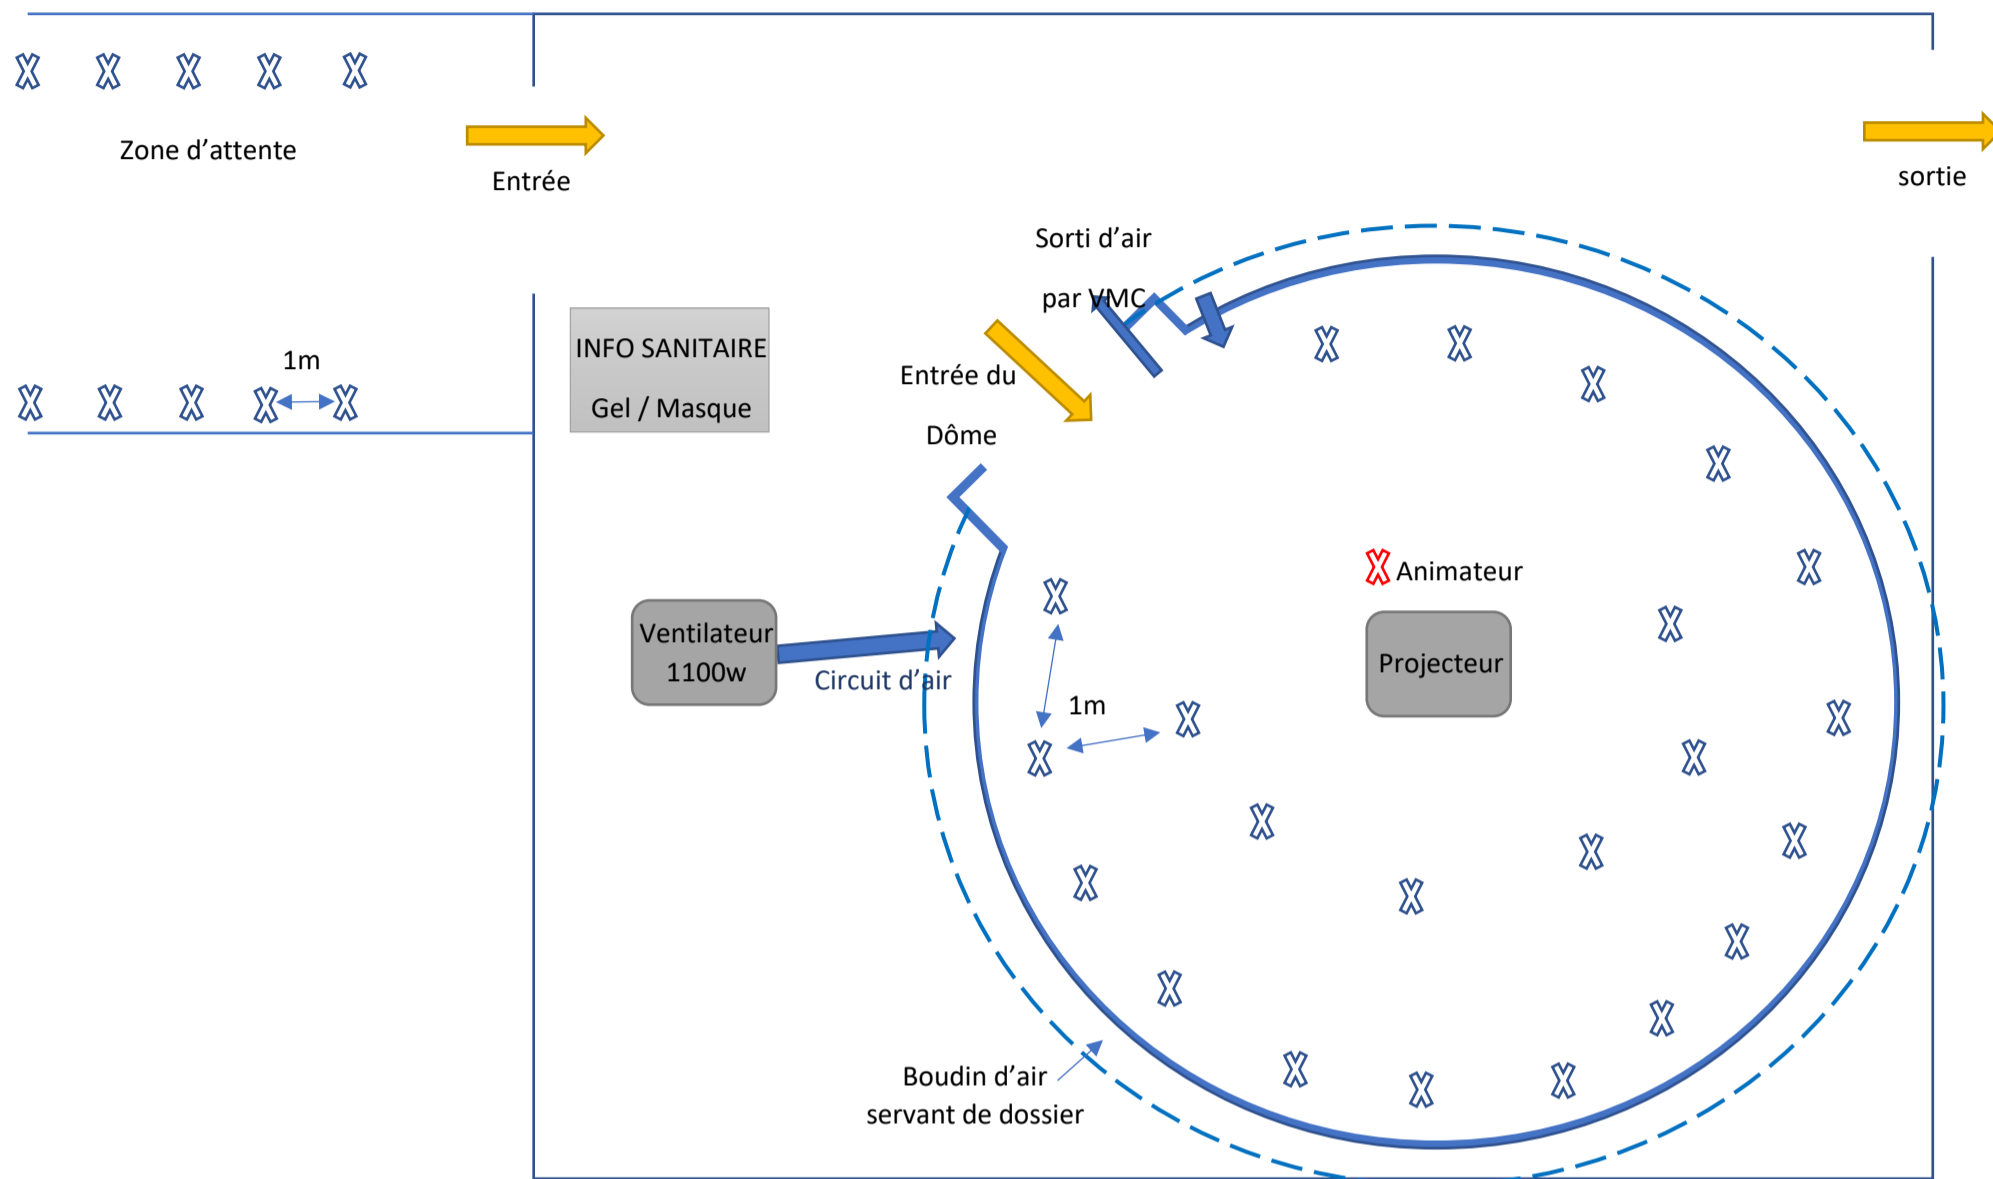 Zone d’attente
Entrée
sortie
1m
INFO SANITAIRE
Gel / Masque
Sorti d’air
par VMC
Entrée du
Dôme
Animateur
Ventilateur
1100w
Circuit d’air
Projecteur
1m
Boudin d’air
servant de dossier